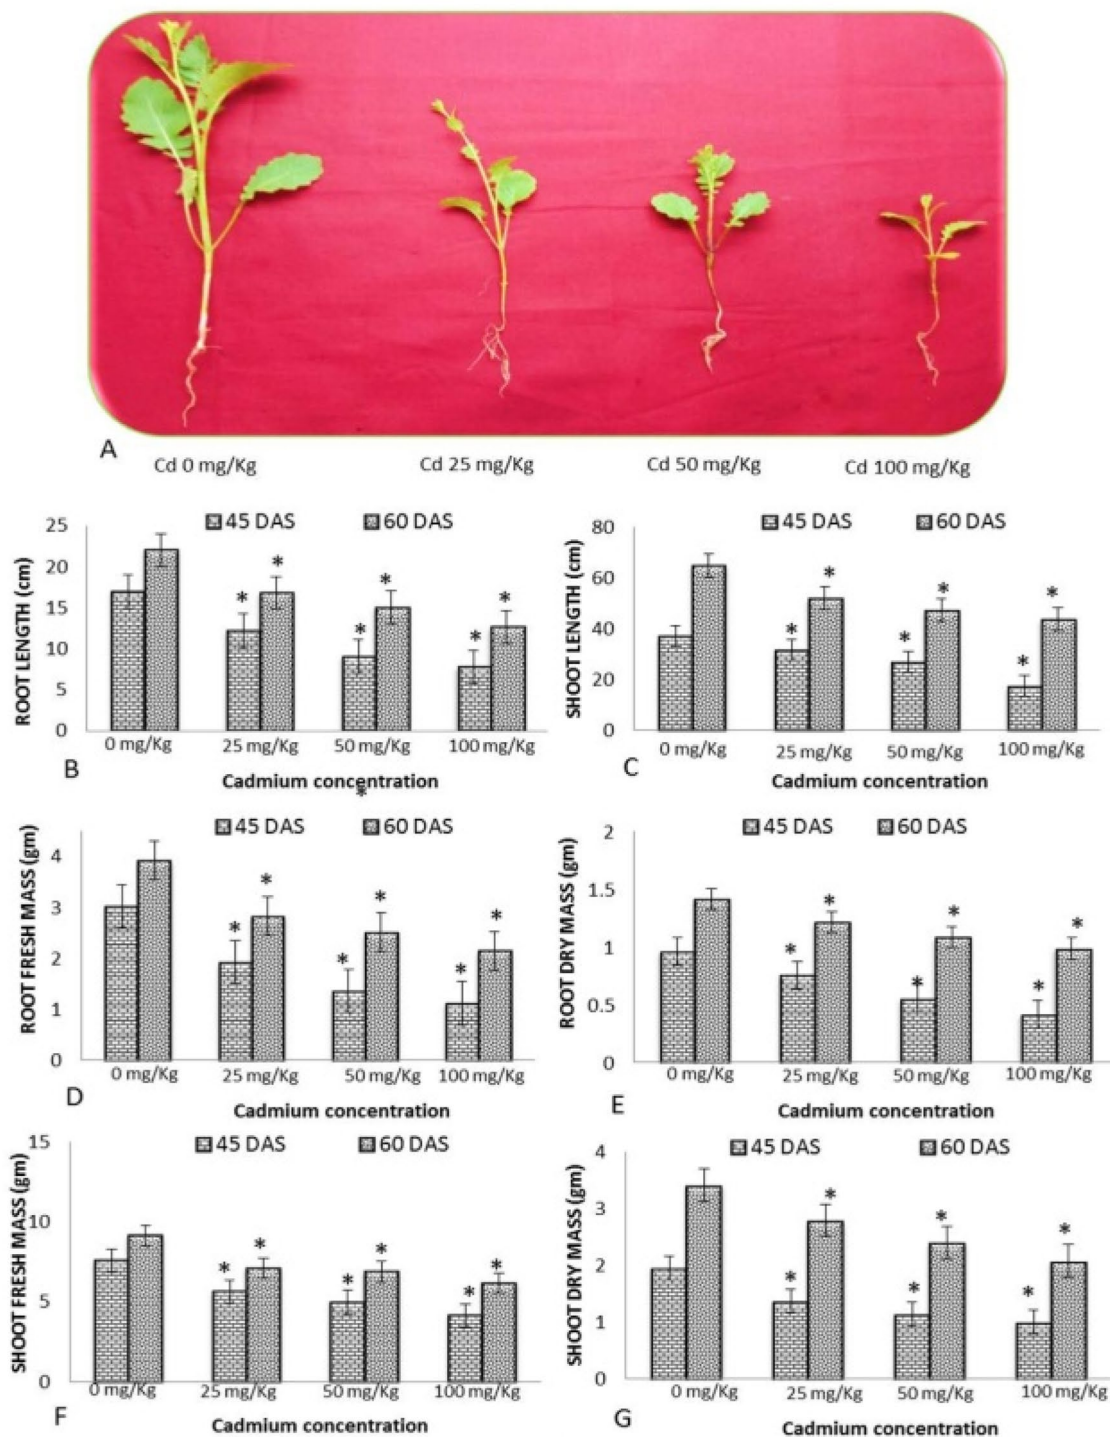 A
Cd 0 mg/Kg Cd 25 mg/Kg Cd 50 mg/Kg Cd 100 mg/Kg
45 DAS 60 DAS
ROOT LENGTH (cm)
25
20
15
10
5
0
* * * * * *
0 mg/Kg 25 mg/Kg 50 mg/Kg 100 mg/Kg
B
Cadmium concentration
*
45 DAS 60 DAS
SHOOT LENGTH (cm)
80
60
40
20
0
* * * * * *
0 mg/Kg 25 mg/Kg 50 mg/Kg 100 mg/Kg
C
Cadmium concentration
45 DAS 60 DAS
ROOT FRESH MASS (gm)
4
3
2
1
0
* * * * * *
0 mg/Kg 25 mg/Kg 50 mg/Kg 100 mg/Kg
D
Cadmium concentration
45 DAS 60 DAS
ROOT DRY MASS (gm)
2
1.5
1
0.5
0
* * * * * *
0 mg/Kg 25 mg/Kg 50 mg/Kg 100 mg/Kg
E
Cadmium concentration
45 DAS 60 DAS
SHOOT FRESH MASS (gm)
15
10
5
0
* * * * * *
0 mg/Kg 25 mg/Kg 50 mg/Kg 100 mg/Kg
F
Cadmium concentration
45 DAS 60 DAS
SHOOT DRY MASS (gm)
4
3
2
1
0
* * * * * *
0 mg/Kg 25 mg/Kg 50 mg/Kg 100 mg/Kg
G
Cadmium concentration